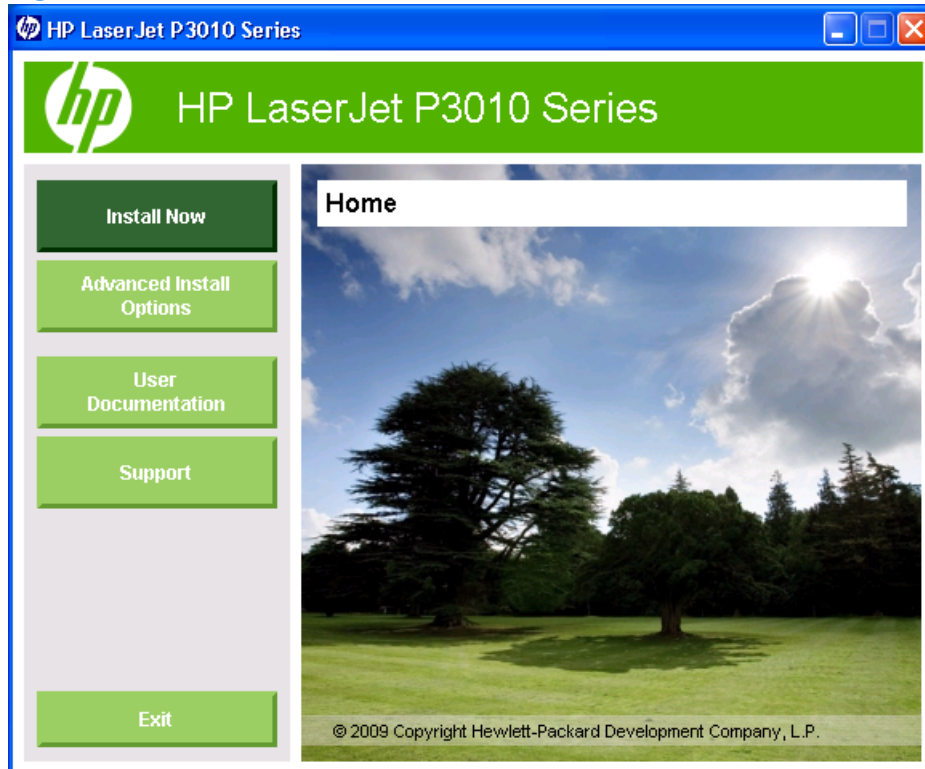 HP LaserJet P3010 Series
hp
HP LaserJet P3010 Series
Install Now
Advanced Install
Options
User
Documentation
Support
Exit
Home
© 2009 Copyright Hewlett-Packard Development Company, L.P.